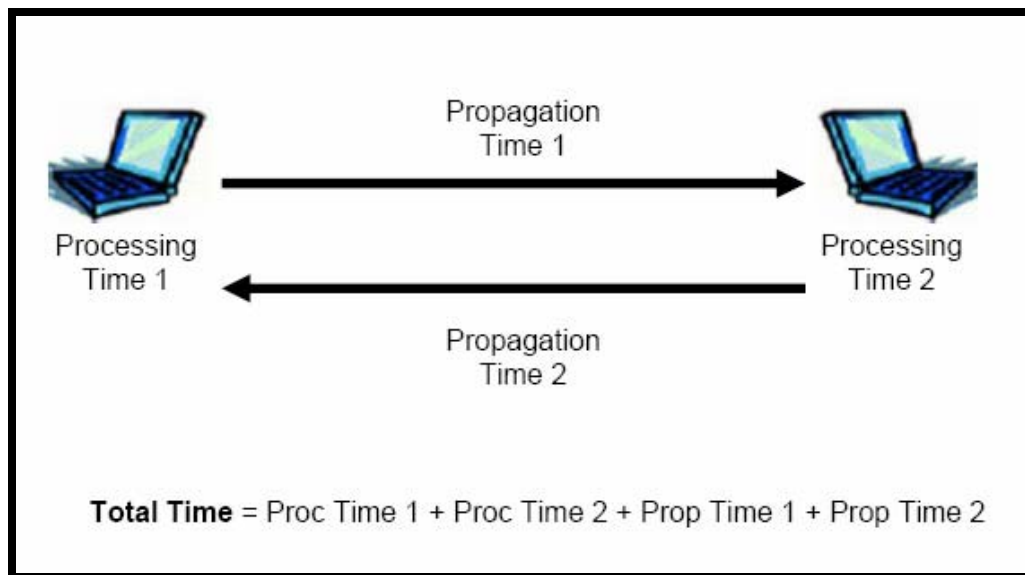 Propagation
Time 1
Processing
Time 1
Processing
Time 2
Propagation
Time 2
Total Time = Proc Time 1 + Proc Time 2 + Prop Time 1 + Prop Time 2